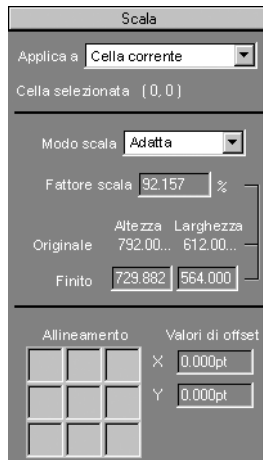 Scala
Applica a Cella corrente
Cella selezionata (0, 0)
Modo scala Adatta
Fattore scala 92.157 %
Altezza Larghezza
Originale 792.00... 612.00...
Finito 729.882 564.000
Allineamento Valori di offset
X 0.000pt
Y 0.000pt